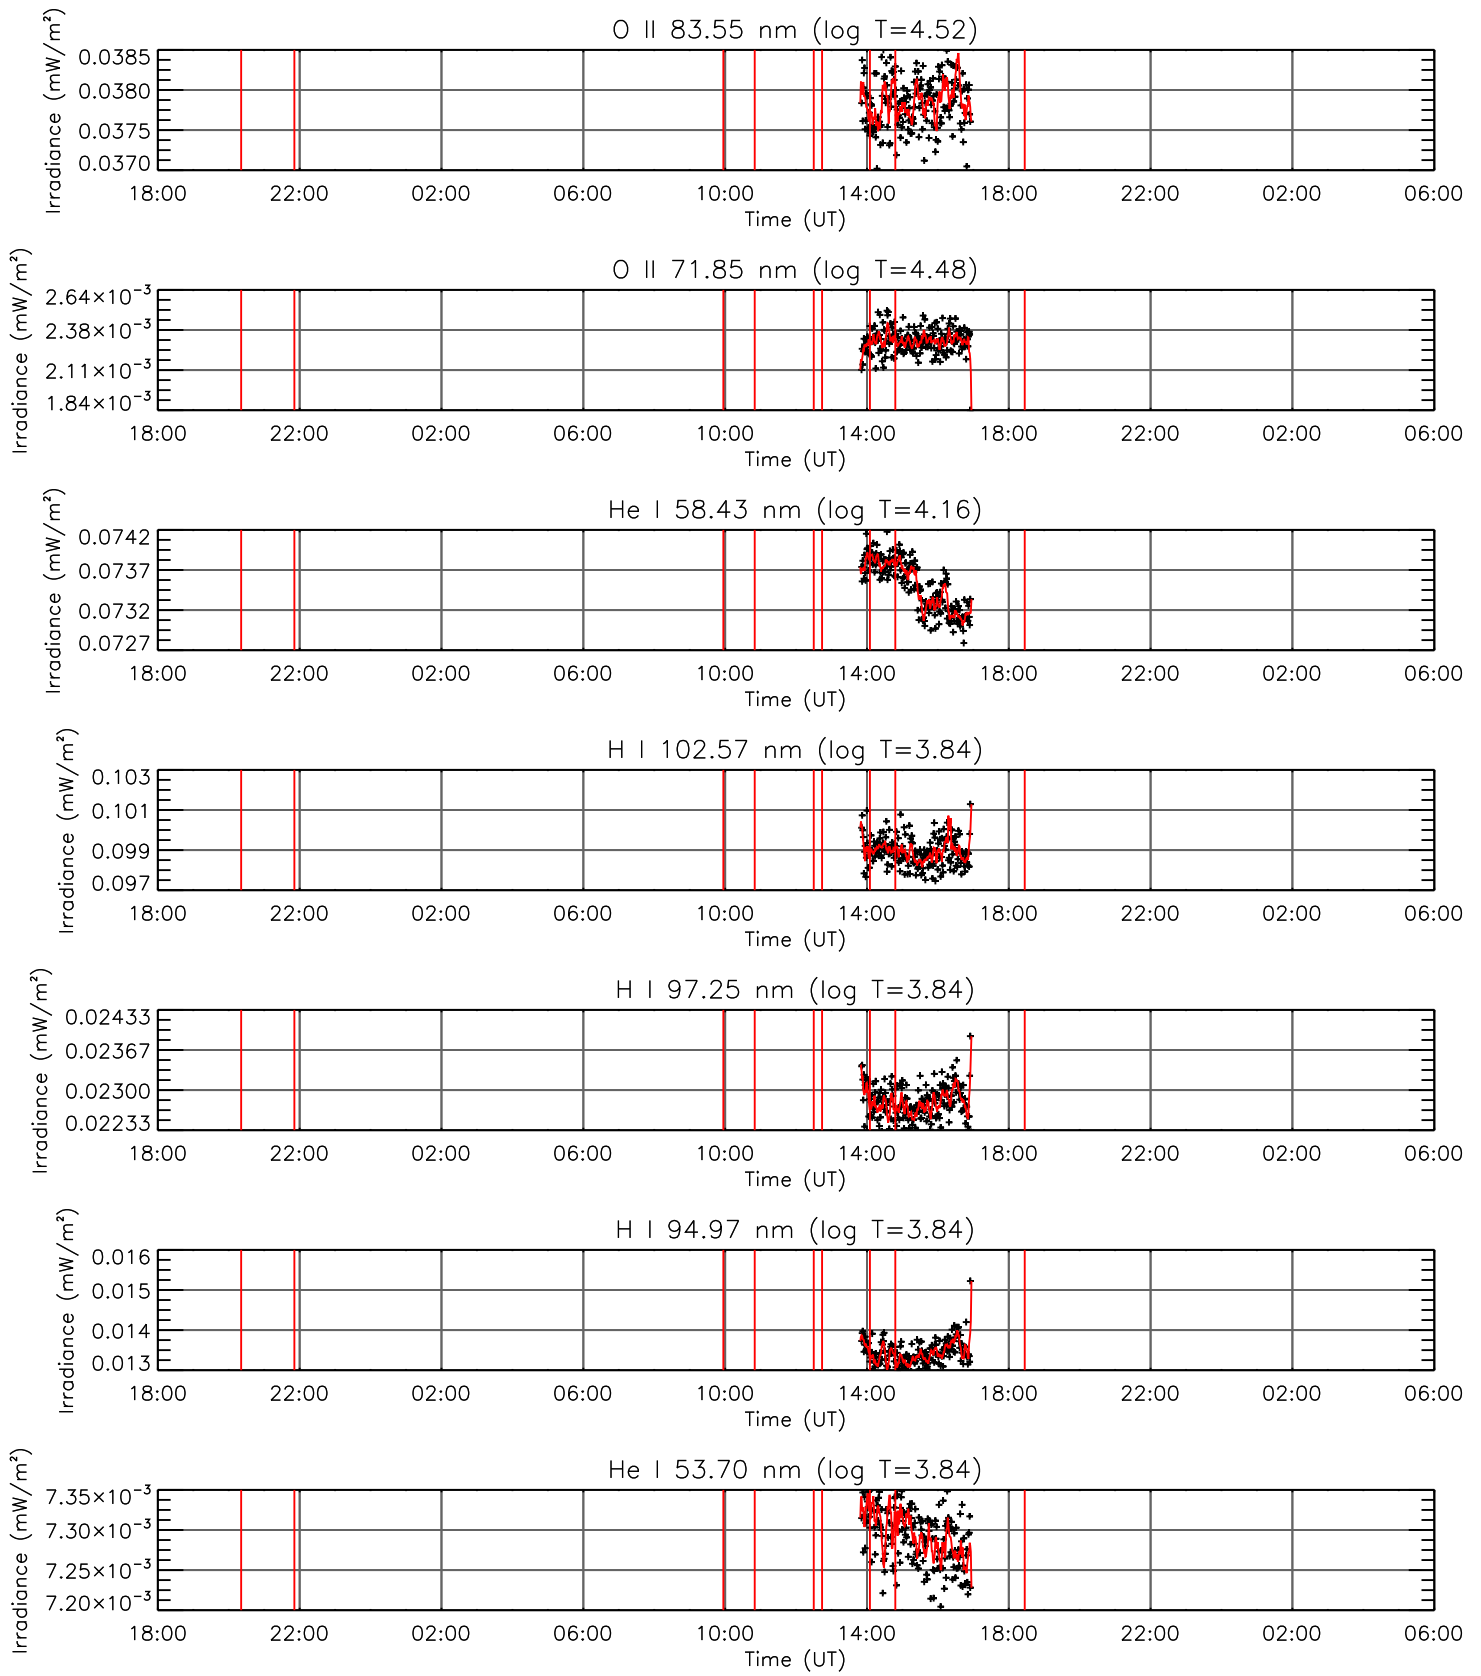 O II 83.55 nm (log T=4.52)
Irradiance (mW/m²)
0.0385
0.0380
0.0375
0.0370
18:00 22:00 02:00 06:00 10:00 14:00 18:00 22:00 02:00 06:00
Time (UT)
O II 71.85 nm (log T=4.48)
Irradiance (mW/m²)
2.64×10⁻³
2.38×10⁻³
2.11×10⁻³
1.84×10⁻³
18:00 22:00 02:00 06:00 10:00 14:00 18:00 22:00 02:00 06:00
Time (UT)
He I 58.43 nm (log T=4.16)
Irradiance (mW/m²)
0.0742
0.0737
0.0732
0.0727
18:00 22:00 02:00 06:00 10:00 14:00 18:00 22:00 02:00 06:00
Time (UT)
H I 102.57 nm (log T=3.84)
Irradiance (mW/m²)
0.103
0.101
0.099
0.097
18:00 22:00 02:00 06:00 10:00 14:00 18:00 22:00 02:00 06:00
Time (UT)
H I 97.25 nm (log T=3.84)
Irradiance (mW/m²)
0.02433
0.02367
0.02300
0.02233
18:00 22:00 02:00 06:00 10:00 14:00 18:00 22:00 02:00 06:00
Time (UT)
H I 94.97 nm (log T=3.84)
Irradiance (mW/m²)
0.016
0.015
0.014
0.013
18:00 22:00 02:00 06:00 10:00 14:00 18:00 22:00 02:00 06:00
Time (UT)
He I 53.70 nm (log T=3.84)
Irradiance (mW/m²)
7.35×10⁻³
7.30×10⁻³
7.25×10⁻³
7.20×10⁻³
18:00 22:00 02:00 06:00 10:00 14:00 18:00 22:00 02:00 06:00
Time (UT)